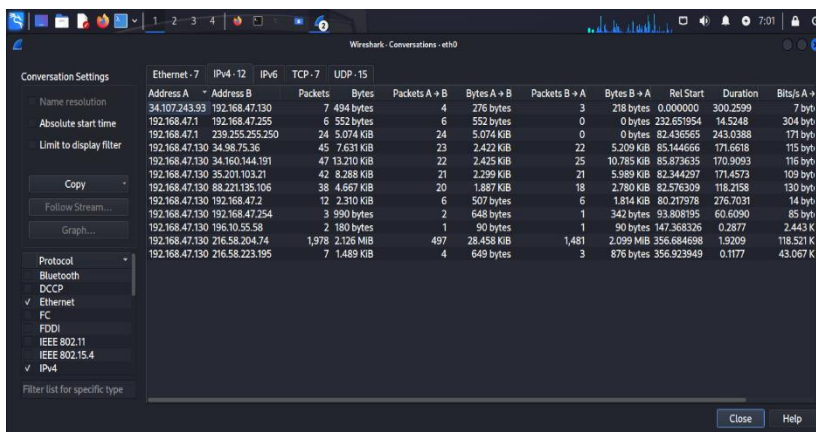 1 2 3 4 2 7:01
Wireshark · Conversations · eth0
Conversation Settings
Name resolution
Absolute start time
Limit to display filter
Copy
Follow Stream...
Graph...
Protocol
Bluetooth
DCCP
✓ Ethernet
FC
FDDI
IEEE 802.11
IEEE 802.15.4
✓ IPv4
Filter list for specific type
Ethernet · 7 IPv4 · 12 IPv6 TCP · 7 UDP · 15
Address A Address B Packets Bytes Packets A → B Bytes A → B Packets B → A Bytes B → A Rel Start Duration Bits/s A →
34.107.243.93 192.168.47.130 7 494 bytes 4 276 bytes 3 218 bytes 0.000000 300.2599 7 byt
192.168.47.1 192.168.47.255 6 552 bytes 6 552 bytes 0 0 bytes 232.651954 14.5248 304 byt
192.168.47.1 239.255.255.250 24 5.074 KiB 24 5.074 KiB 0 0 bytes 82.436565 243.0388 171 byt
192.168.47.130 34.98.75.36 45 7.631 KiB 23 2.422 KiB 22 5.209 KiB 85.144666 171.6618 115 byt
192.168.47.130 34.160.144.191 47 13.210 KiB 22 2.425 KiB 25 10.785 KiB 85.873635 170.9093 116 byt
192.168.47.130 35.201.103.21 42 8.288 KiB 21 2.299 KiB 21 5.989 KiB 82.344297 171.4573 109 byt
192.168.47.130 88.221.135.106 38 4.667 KiB 20 1.887 KiB 18 2.780 KiB 82.576309 118.2158 130 byt
192.168.47.130 192.168.47.2 12 2.310 KiB 6 507 bytes 6 1.814 KiB 80.217978 276.7031 14 byt
192.168.47.130 192.168.47.254 3 990 bytes 2 648 bytes 1 342 bytes 93.808195 60.6090 85 byt
192.168.47.130 196.10.55.58 2 180 bytes 1 90 bytes 1 90 bytes 147.368326 0.2877 2.443 K
192.168.47.130 216.58.204.74 1,978 2.126 MiB 497 28.458 KiB 1,481 2.099 MiB 356.684698 1.9209 118.521 K
192.168.47.130 216.58.223.195 7 1.489 KiB 4 649 bytes 3 876 bytes 356.923949 0.1177 43.067 K
Close Help